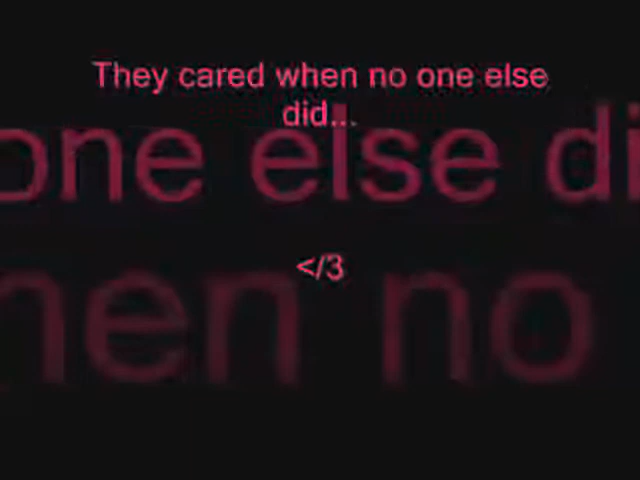 They cared when no one else
did...
one else di
hen no
</3